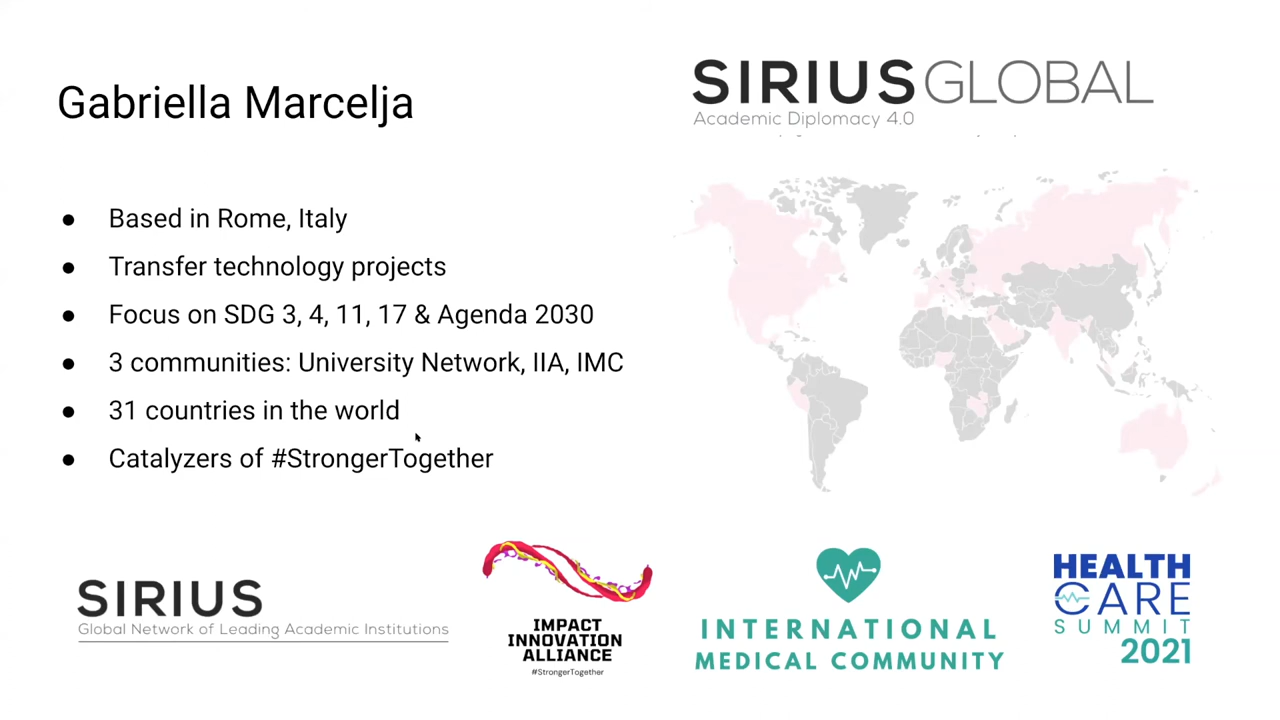 Gabriella Marcelja
SIRIUS GLOBAL
Academic Diplomacy 4.0
● Based in Rome, Italy
● Transfer technology projects
● Focus on SDG 3, 4, 11, 17 & Agenda 2030
● 3 communities: University Network, IIA, IMC
● 31 countries in the world
● Catalyzers of #StrongerTogether
SIRIUS
Global Network of Leading Academic Institutions
IMPACT
INNOVATION
ALLIANCE
#StrongerTogether
INTERNATIONAL
MEDICAL COMMUNITY
HEALTH
CARE
SUMMIT
2021